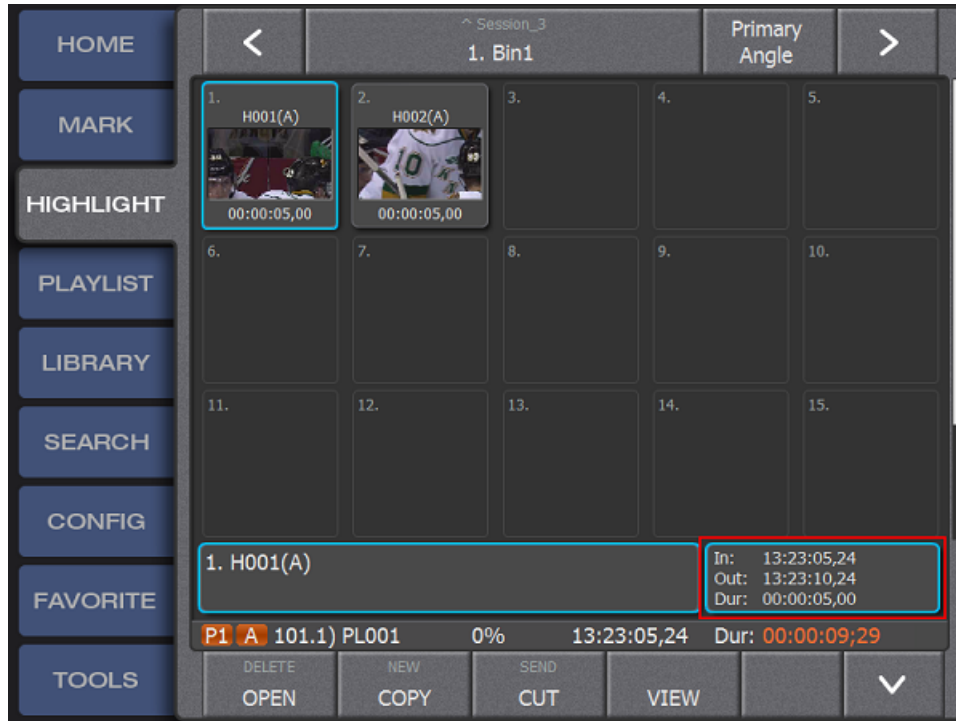 HOME
MARK
HIGHLIGHT
PLAYLIST
LIBRARY
SEARCH
CONFIG
FAVORITE
TOOLS
<
^ Session_3
1. Bin1
Primary
Angle
>
1.
H001(A)
00:00:05,00
2.
H002(A)
10
00:00:05,00
3.
4.
5.
6.
7.
8.
9.
10.
11.
12.
13.
14.
15.
1. H001(A)
In: 13:23:05,24
Out: 13:23:10,24
Dur: 00:00:05,00
P1 A 101.1) PL001 0% 13:23:05,24 Dur: 00:00:09;29
DELETE
OPEN
NEW
COPY
SEND
CUT
VIEW